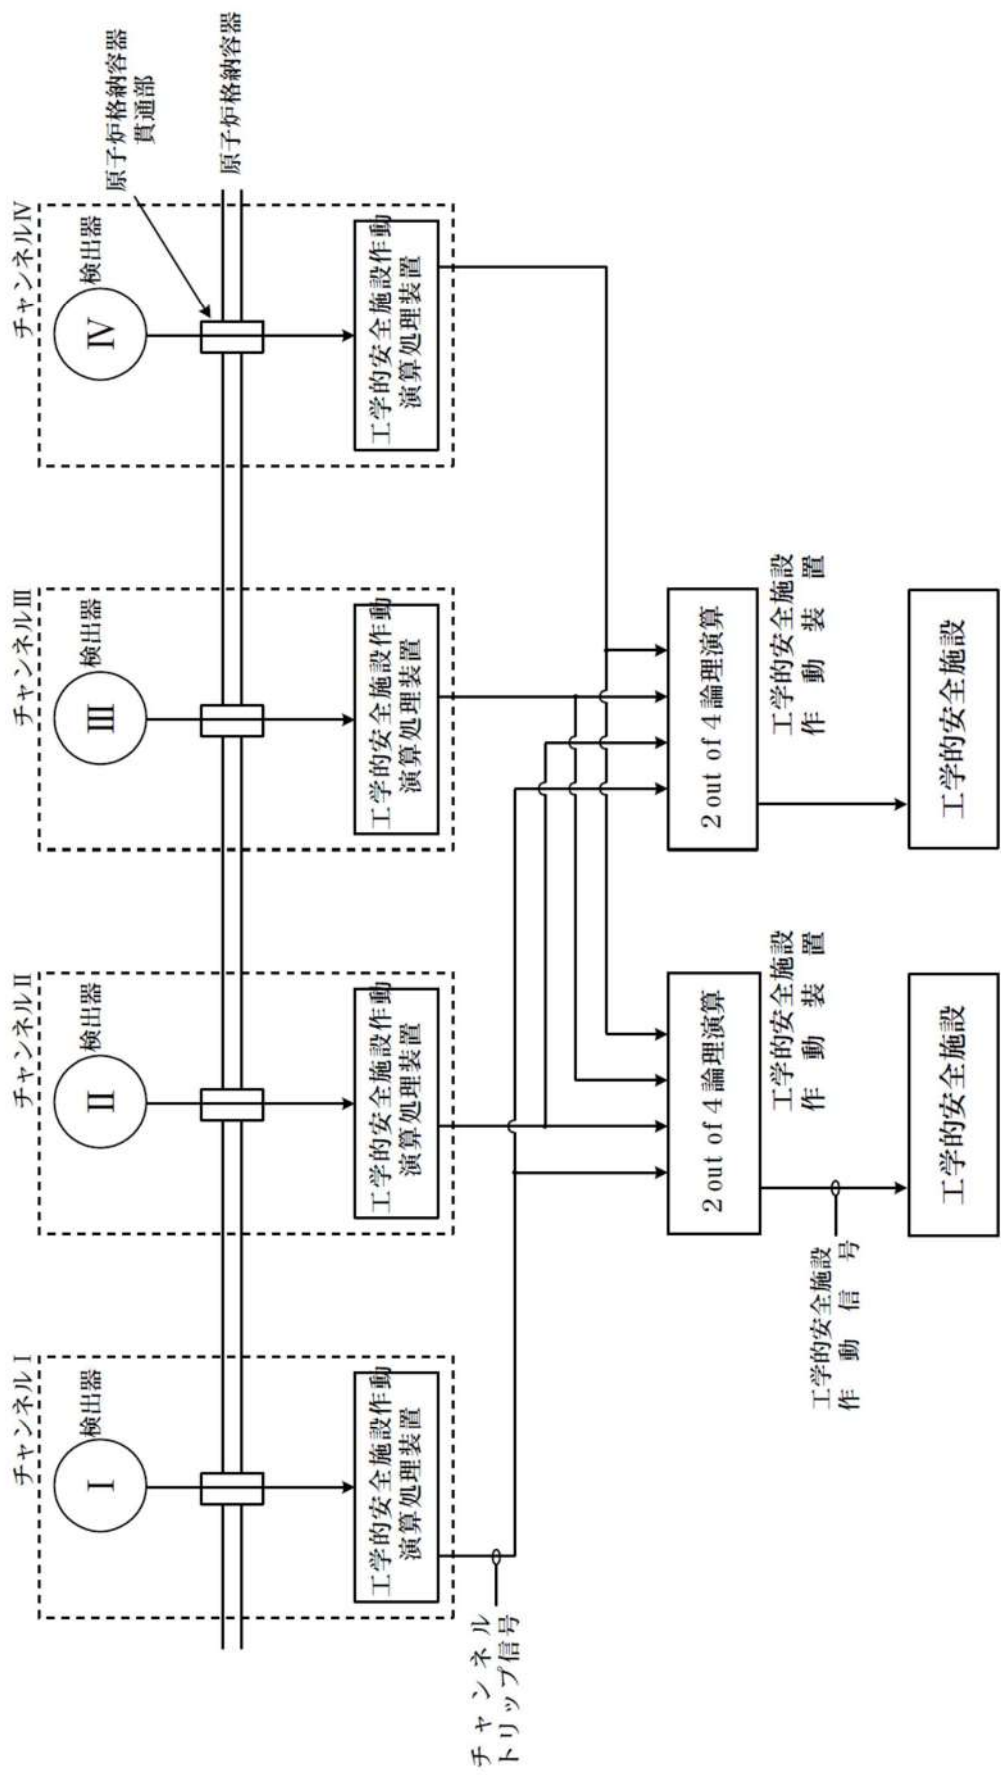 チャンネルⅠ
検出器
Ⅰ
工学的安全施設作動
演算処理装置
チャンネルⅡ
検出器
Ⅱ
工学的安全施設作動
演算処理装置
チャンネルⅢ
検出器
Ⅲ
工学的安全施設作動
演算処理装置
チャンネルⅣ
検出器
Ⅳ
工学的安全施設作動
演算処理装置
原子炉格納容器
貫通部
原子炉格納容器
チャンネル
トリップ信号
2 out of 4論理演算
工学的安全施設
作動装置
2 out of 4論理演算
工学的安全施設
作動装置
工学的安全施設
作動信号
工学的安全施設
工学的安全施設